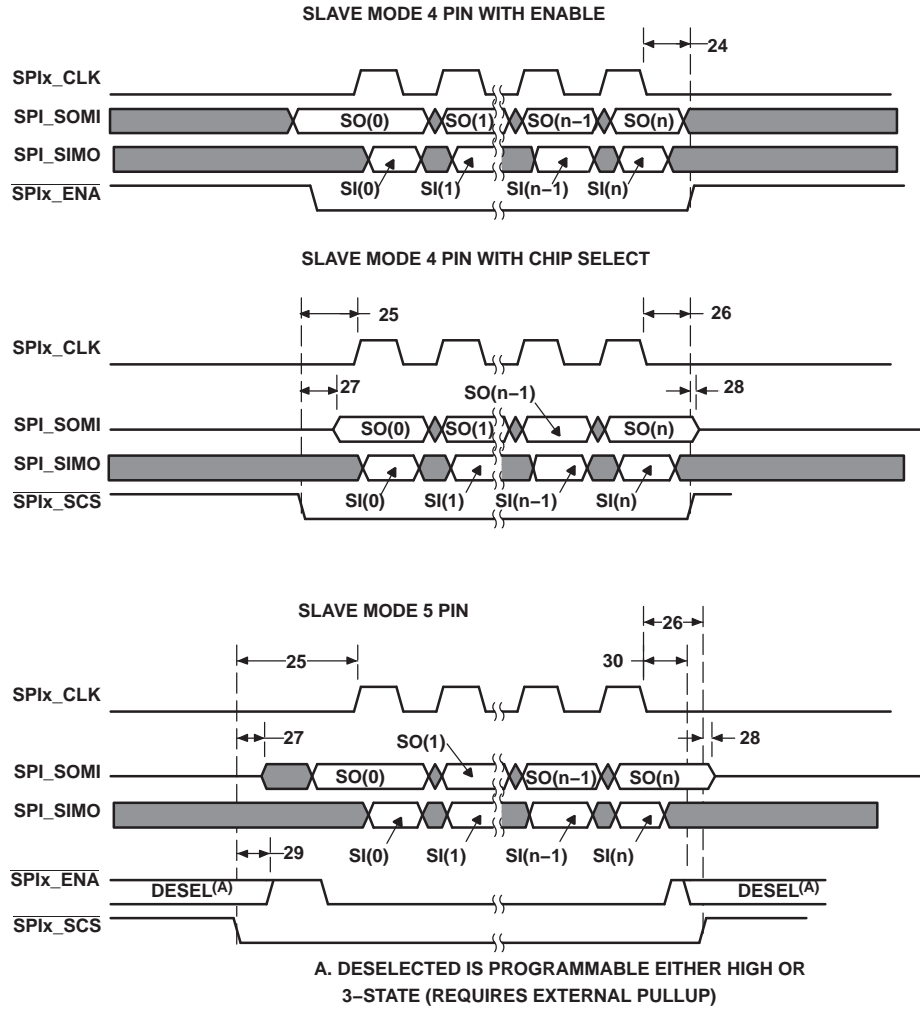 SLAVE MODE 4 PIN WITH ENABLE
24
SPIx_CLK
SPI_SOMI
SO(0) SO(1) SO(n−1 SO(n)
SPI_SIMO
SI(0) SI(1) SI(n−1) SI(n)
SPIx_ENA
SLAVE MODE 4 PIN WITH CHIP SELECT
25 26
SPIx_CLK
27 SO(n−1) 28
SPI_SOMI
SO(0) SO(1) SO(n)
SPI_SIMO
SI(0) SI(1) SI(n−1) SI(n)
SPIx_SCS
SLAVE MODE 5 PIN
26
25 30
SPIx_CLK
27 SO(1) 28
SPI_SOMI
SO(0) SO(n−1) SO(n)
SPI_SIMO
29 SI(0) SI(1) SI(n−1) SI(n)
SPIx_ENA
DESEL(A) DESEL(A)
SPIx_SCS
A. DESELECTED IS PROGRAMMABLE EITHER HIGH OR
3−STATE (REQUIRES EXTERNAL PULLUP)